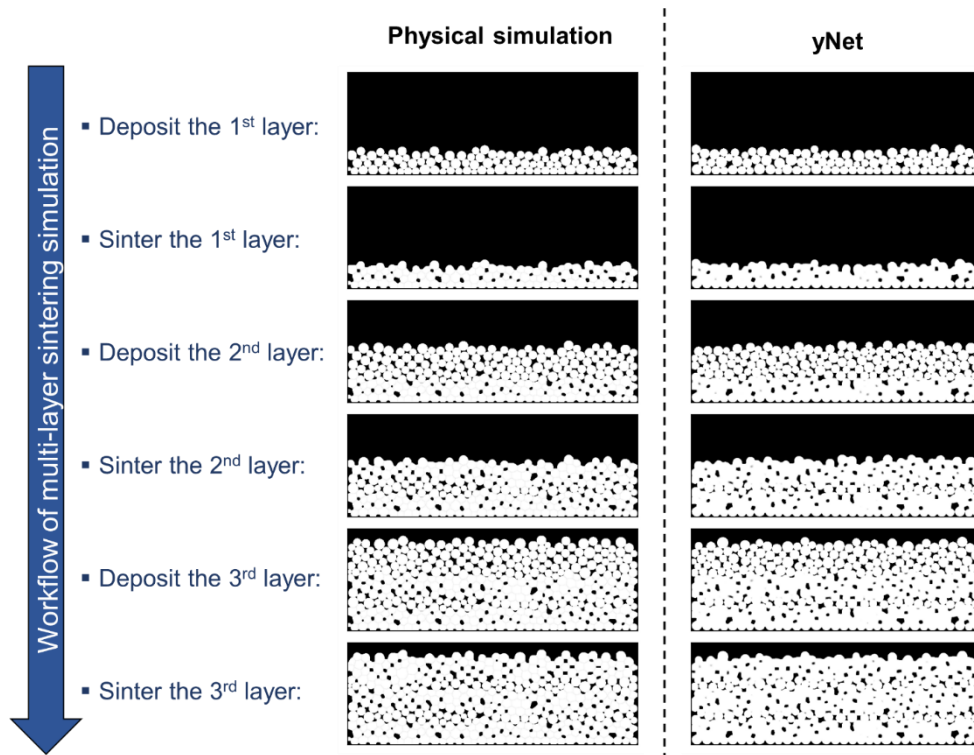 Physical simulation
yNet
Workflow of multi-layer sintering simulation
▪ Deposit the 1st layer:
▪ Sinter the 1st layer:
▪ Deposit the 2nd layer:
▪ Sinter the 2nd layer:
▪ Deposit the 3rd layer:
▪ Sinter the 3rd layer: